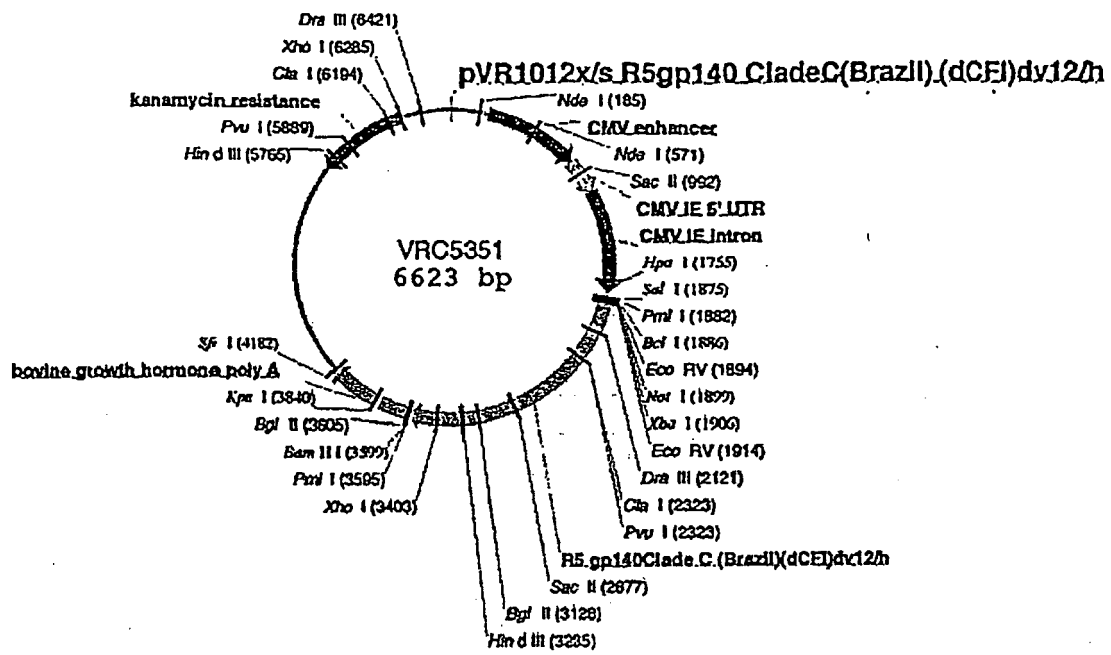 Dra III (6421)
Xho I (6285)
Cla I (6194)
kanamycin resistance
Pvu I (5889)
Hin d III (5765)
pVR1012x/s R5gp140 CladeC(Brazil) (dCFI)dv12/h
Nde I (185)
CMV enhancer
Nde I (571)
Sac II (992)
CMV IE 5' UTR
CMV IE Intron
Hpa I (1755)
Sal I (1875)
Pml I (1882)
Bcl I (1886)
Eco RV (1894)
Not I (1899)
Xba I (1906)
Eco RV (1914)
Dra III (2121)
Cla I (2323)
Pvu I (2323)
R5 gp140Clade C (Brazil)(dCFI)dv12/h
Sac II (2677)
Bgl II (3128)
Hin d III (3235)
VRC5351
6623 bp
Sfi I (4182)
bovine growth hormone poly A
Kpn I (3840)
Bgl II (3605)
Bam HI (3599)
Pml I (3595)
Xho I (3403)